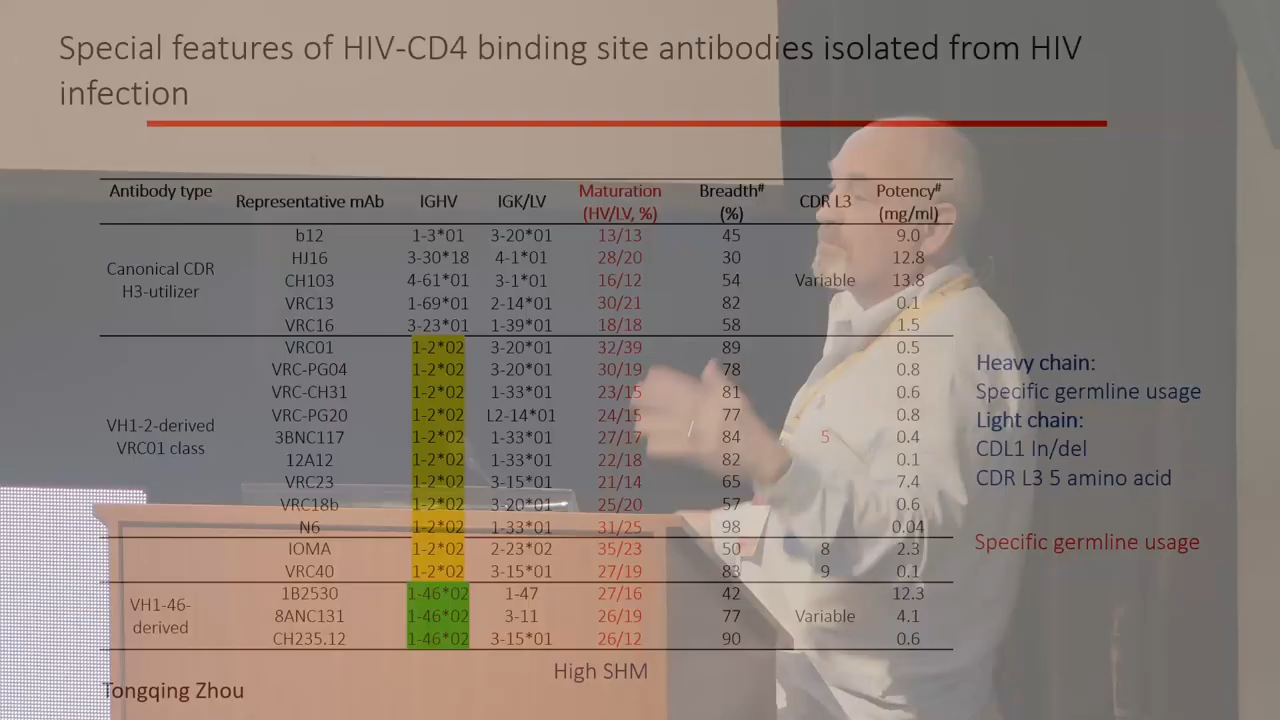 Special features of HIV-CD4 binding site antibodies isolated from HIV
infection
Antibody type Representative mAb IGHV IGK/LV Maturation (HV/LV, %) Breadth# (%) CDR L3 Potency# (mg/ml)
Canonical CDR H3-utilizer
b12 1-3*01 3-20*01 13/13 45 9.0
HJ16 3-30*18 4-1*01 28/20 30 12.8
CH103 4-61*01 3-1*01 16/12 54 Variable 13.8
VRC13 1-69*01 2-14*01 30/21 82 0.1
VRC16 3-23*01 1-39*01 18/18 58 1.5
VH1-2-derived VRC01 class
VRC01 1-2*02 3-20*01 32/39 89 0.5
VRC-PG04 1-2*02 3-20*01 30/19 78 0.8
VRC-CH31 1-2*02 1-33*01 23/15 81 0.6
VRC-PG20 1-2*02 L2-14*01 24/15 77 0.8
3BNC117 1-2*02 1-33*01 27/17 84 5 0.4
12A12 1-2*02 1-33*01 22/18 82 0.1
VRC23 1-2*02 3-15*01 21/14 65 7.4
VRC18b 1-2*02 3-20*01 25/20 57 0.6
N6 1-2*02 1-33*01 31/25 98 0.04
IOMA 1-2*02 2-23*02 35/23 50 8 2.3
VRC40 1-2*02 3-15*01 27/19 83 9 0.1
VH1-46-derived
1B2530 1-46*02 1-47 27/16 42 12.3
8ANC131 1-46*02 3-11 26/19 77 Variable 4.1
CH235.12 1-46*02 3-15*01 26/12 90 0.6
Heavy chain:
Specific germline usage
Light chain:
CDL1 In/del
CDR L3 5 amino acid
Specific germline usage
High SHM
Tongqing Zhou